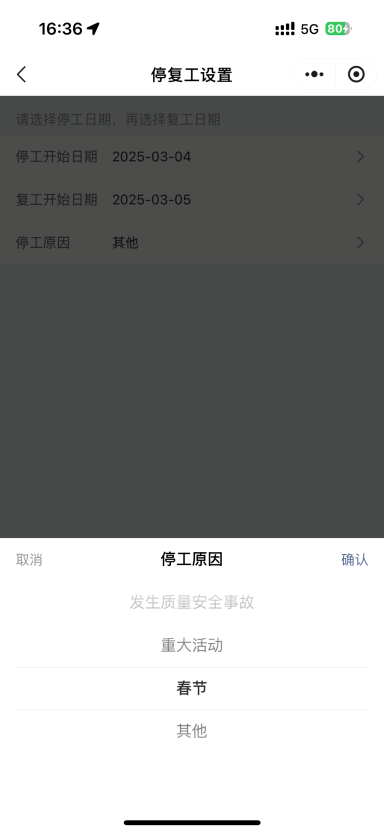 16:36
5G 80
停复工设置
请选择停工日期，再选择复工日期
停工开始日期 2025-03-04
复工开始日期 2025-03-05
停工原因 其他
取消 停工原因 确认
发生质量安全事故
重大活动
春节
其他